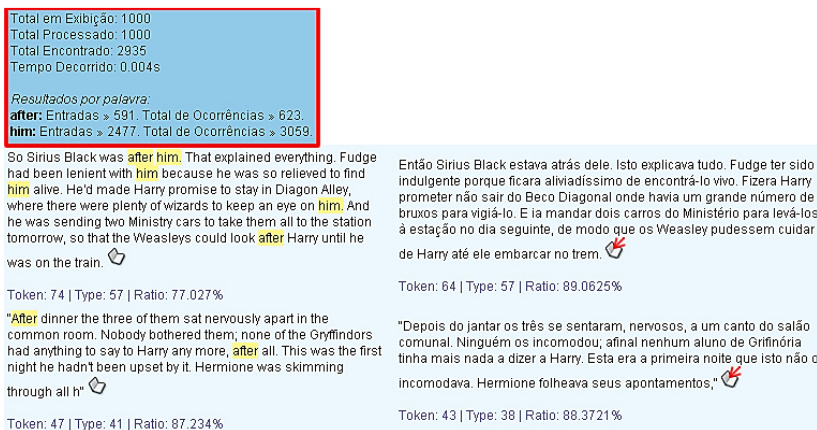 Total em Exibição: 1000
Total Processado: 1000
Total Encontrado: 2935
Tempo Decorrido: 0.004s
Resultados por palavra:
after: Entradas » 591. Total de Ocorrências » 623.
him: Entradas » 2477. Total de Ocorrências » 3059.
So Sirius Black was after him. That explained everything. Fudge
had been lenient with him because he was so relieved to find
him alive. He'd made Harry promise to stay in Diagon Alley,
where there were plenty of wizards to keep an eye on him. And
he was sending two Ministry cars to take them all to the station
tomorrow, so that the Weasleys could look after Harry until he
was on the train.
Token: 74 | Type: 57 | Ratio: 77.027%
Então Sirius Black estava atrás dele. Isto explicava tudo. Fudge ter sido
indulgente porque ficara aliviadíssimo de encontrá-lo vivo. Fizera Harry
prometer não sair do Beco Diagonal onde havia um grande número de
bruxos para vigiá-lo. E ia mandar dois carros do Ministério para levá-los
à estação no dia seguinte, de modo que os Weasley pudessem cuidar
de Harry até ele embarcar no trem.
Token: 64 | Type: 57 | Ratio: 89.0625%
"After dinner the three of them sat nervously apart in the
common room. Nobody bothered them; none of the Gryffindors
had anything to say to Harry any more, after all. This was the first
night he hadn't been upset by it. Hermione was skimming
through all h"
Token: 47 | Type: 41 | Ratio: 87.234%
"Depois do jantar os três se sentaram, nervosos, a um canto do salão
comunal. Ninguém os incomodou; afinal nenhum aluno de Grifinória
tinha mais nada a dizer a Harry. Esta era a primeira noite que isto não
incomodava. Hermione folheava seus apontamentos,"
Token: 43 | Type: 38 | Ratio: 88.3721%